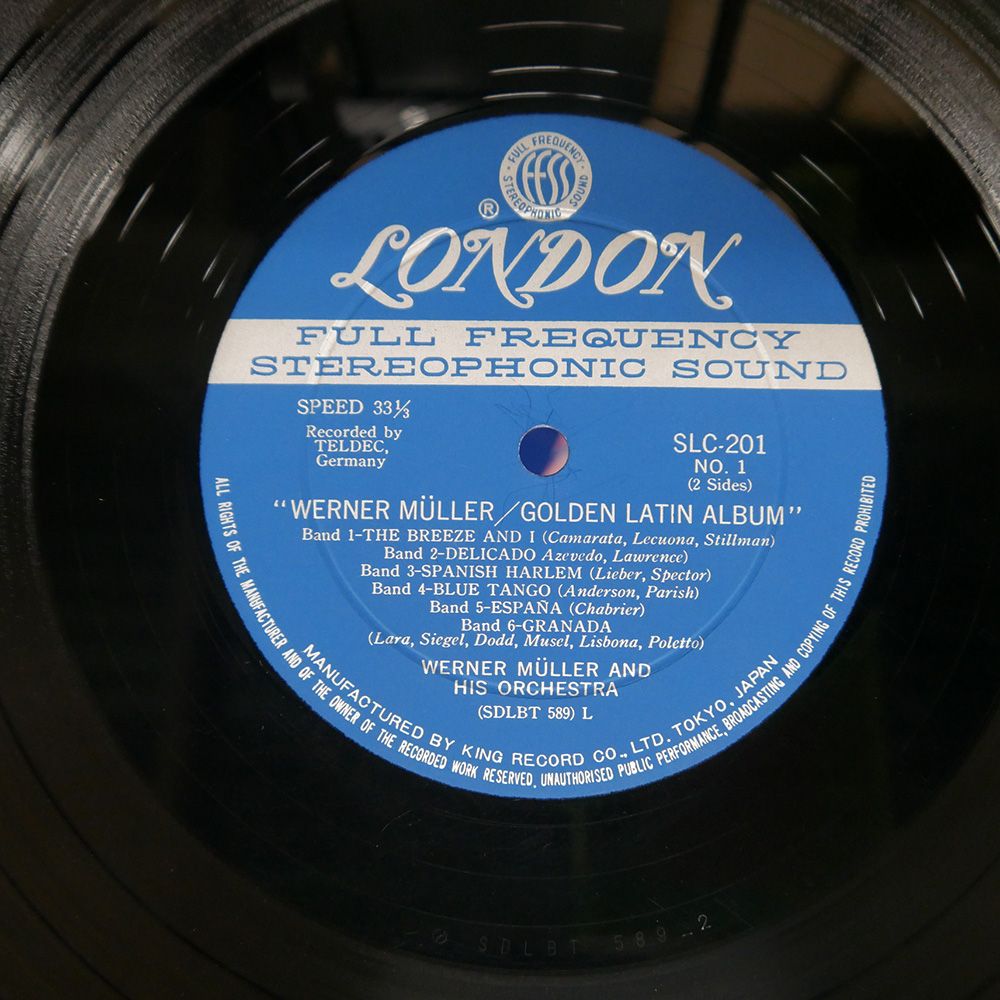 FULL FREQUENCY
FFSS
STEREOPHONIC SOUND
®
LONDON
FULL FREQUENCY
STEREOPHONIC SOUND
SPEED 33⅓
Recorded by
TELDEC,
Germany
SLC-201
NO. 1
(2 Sides)
"WERNER MÜLLER/GOLDEN LATIN ALBUM"
Band 1-THE BREEZE AND I (Camarata, Lecuona, Stillman)
Band 2-DELICADO Azevedo, Lawrence)
Band 3-SPANISH HARLEM (Lieber, Spector)
Band 4-BLUE TANGO (Anderson, Parish)
Band 5-ESPAÑA (Chabrier)
Band 6-GRANADA
(Lara, Siegel, Dodd, Musel, Lisbona, Poletto)
WERNER MÜLLER AND
HIS ORCHESTRA
(SDLBT 589) L
MANUFACTURED BY KING RECORD CO., LTD. TOKYO, JAPAN
ALL RIGHTS OF THE MANUFACTURER AND OF THE OWNER OF THE RECORDED WORK RESERVED, UNAUTHORISED PUBLIC PERFORMANCE, BROADCASTING AND COPYING OF THIS RECORD PROHIBITED
SDLBT 589 -2